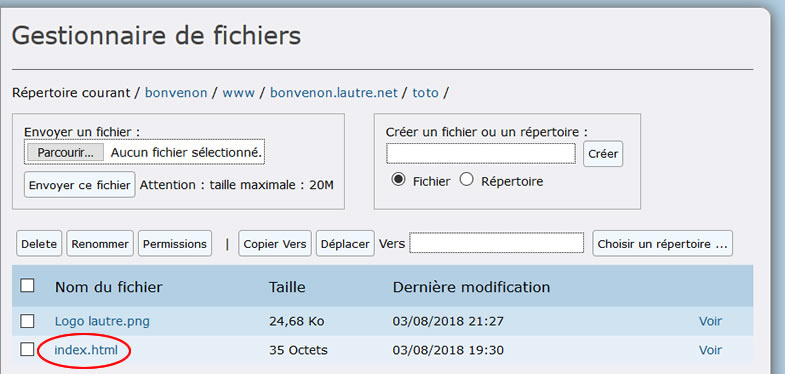 Gestionnaire de fichiers
Répertoire courant / bonvenon / www / bonvenon.lautre.net / toto /
Envoyer un fichier :
Parcourir... Aucun fichier sélectionné.
Envoyer ce fichier Attention : taille maximale : 20M
Créer un fichier ou un répertoire :
Créer
Fichier Répertoire
Delete Renommer Permissions | Copier Vers Déplacer Vers Choisir un répertoire ...
Nom du fichier Taille Dernière modification
Logo lautre.png 24,68 Ko 03/08/2018 21:27 Voir
index.html 35 Octets 03/08/2018 19:30 Voir